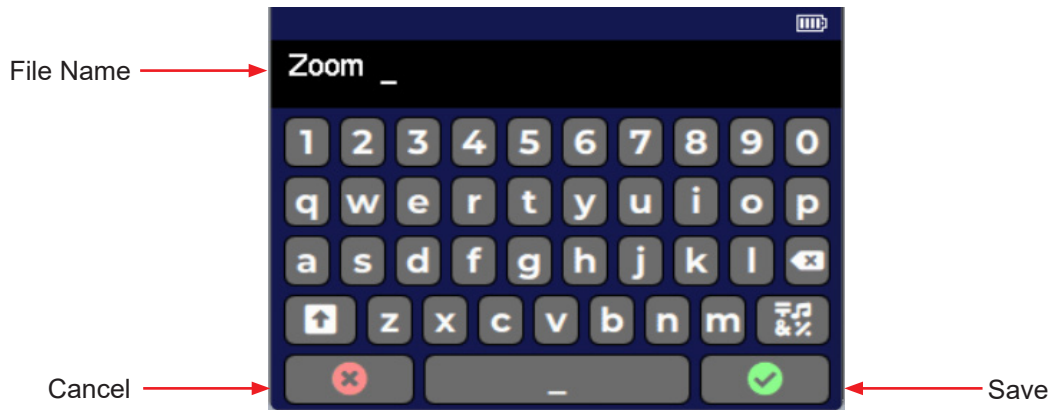 File Name
Zoom _
1 2 3 4 5 6 7 8 9 0
q w e r t y u i o p
a s d f g h j k l
z x c v b n m & %
Cancel
_
Save